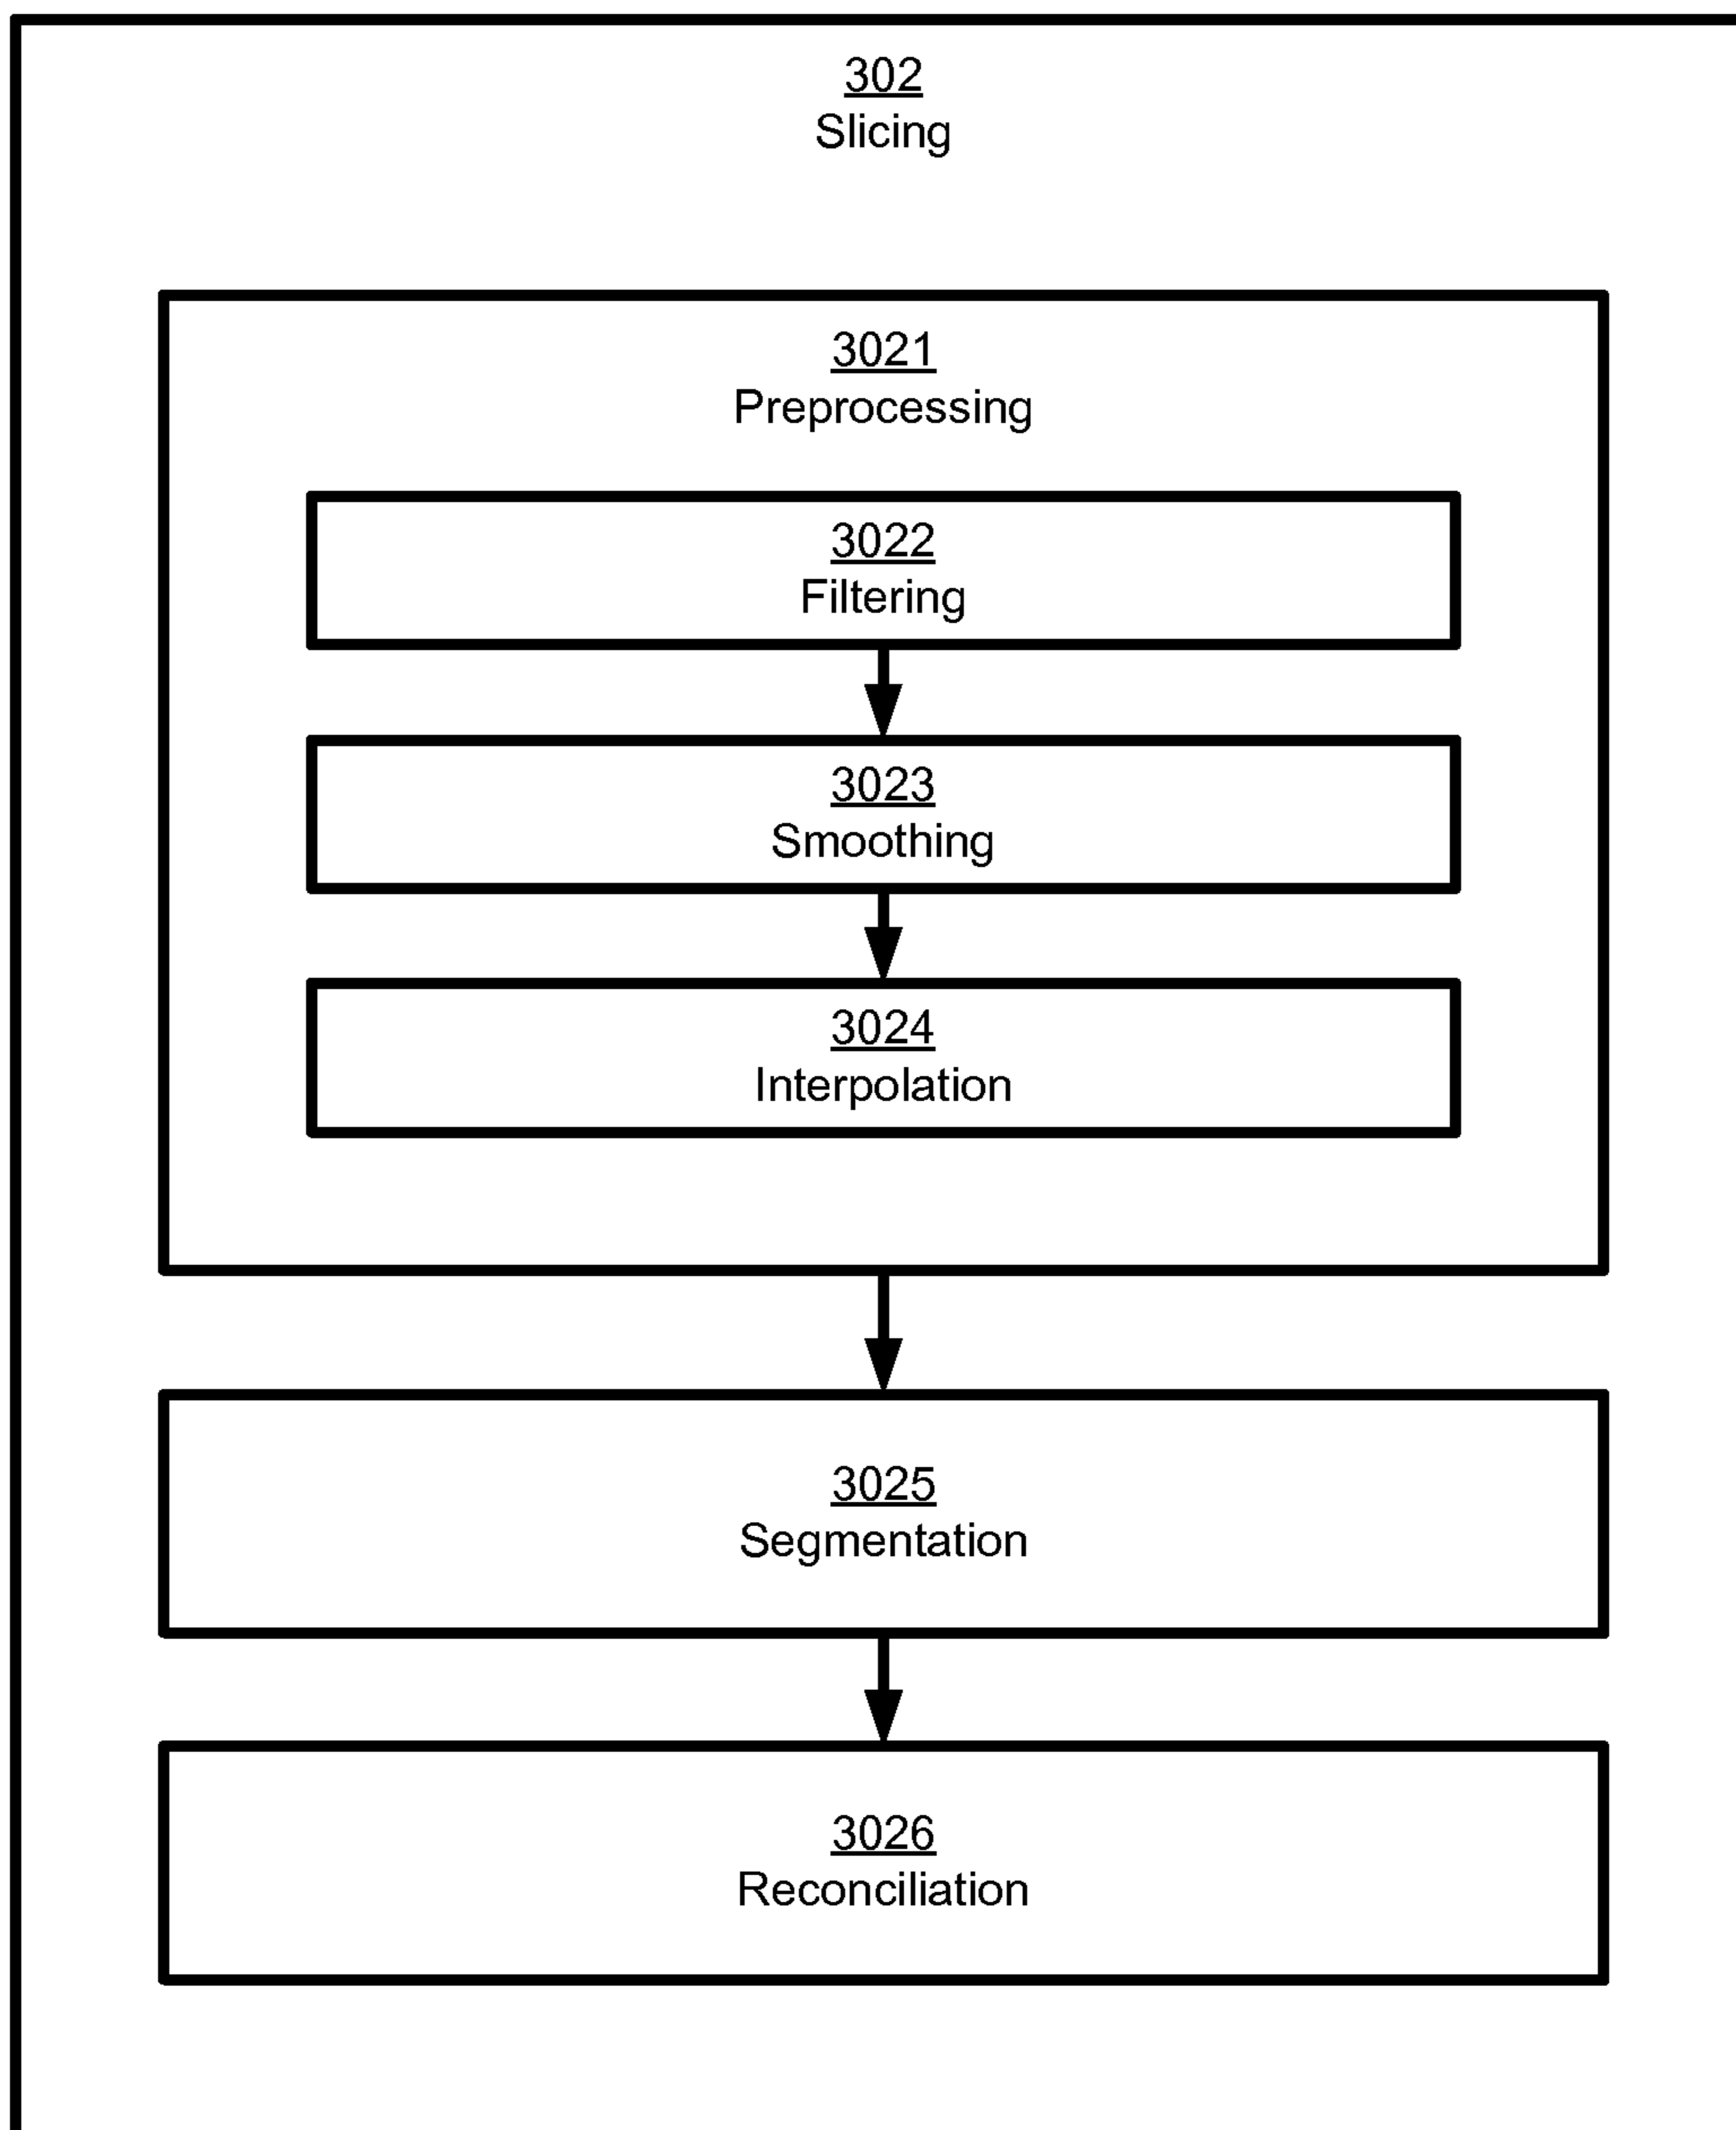 302
Slicing
3021
Preprocessing
3022
Filtering
3023
Smoothing
3024
Interpolation
3025
Segmentation
3026
Reconciliation